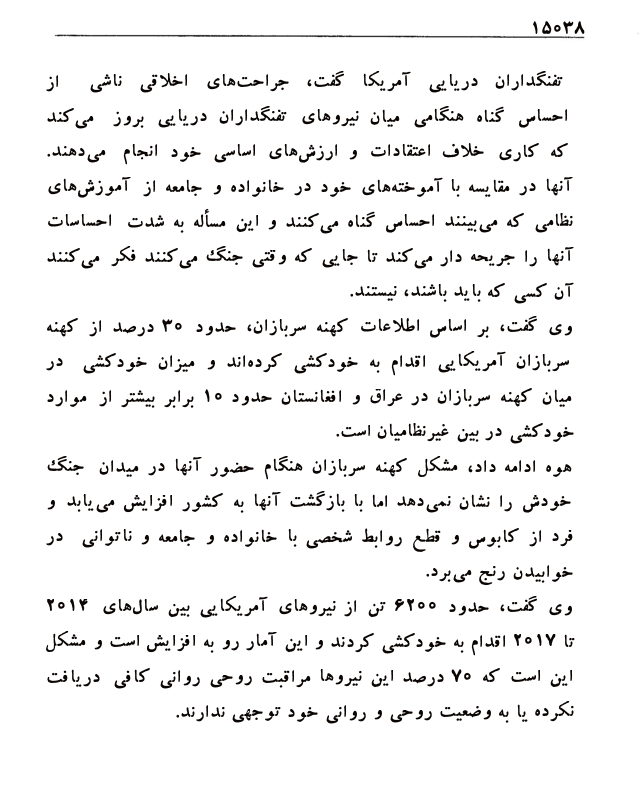 ۱۵۰۳۸
تفنگداران دریایی آمریکا گفت، جراحت‌های اخلاقی ناشی از
احساس گناه هنگامی میان نیروهای تفنگداران دریایی بروز می‌کند
که کاری خلاف اعتقادات و ارزش‌های اساسی خود انجام می‌دهند.
آنها در مقایسه با آموخته‌های خود در خانواده و جامعه از آموزش‌های
نظامی که می‌بینند احساس گناه می‌کنند و این مسأله به شدت احساسات
آنها را جریحه دار می‌کند تا جایی که وقتی جنگ می‌کنند فکر می‌کنند
آن کسی که باید باشند، نیستند.
وی گفت، بر اساس اطلاعات کهنه سربازان، حدود ۳۰ درصد از کهنه
سربازان آمریکایی اقدام به خودکشی کرده‌اند و میزان خودکشی در
میان کهنه سربازان در عراق و افغانستان حدود ۱۰ برابر بیشتر از موارد
خودکشی در بین غیرنظامیان است.
هوه ادامه داد، مشکل کهنه سربازان هنگام حضور آنها در میدان جنگ
خودش را نشان نمی‌دهد اما با بازگشت آنها به کشور افزایش می‌یابد و
فرد از کابوس و قطع روابط شخصی با خانواده و جامعه و ناتوانی در
خوابیدن رنج می‌برد.
وی گفت، حدود ۶۲۰۰ تن از نیروهای آمریکایی بین سال‌های ۲۰۱۴
تا ۲۰۱۷ اقدام به خودکشی کردند و این آمار رو به افزایش است و مشکل
این است که ۷۰ درصد این نیروها مراقبت روحی روانی کافی دریافت
نکرده یا به وضعیت روحی و روانی خود توجهی ندارند.